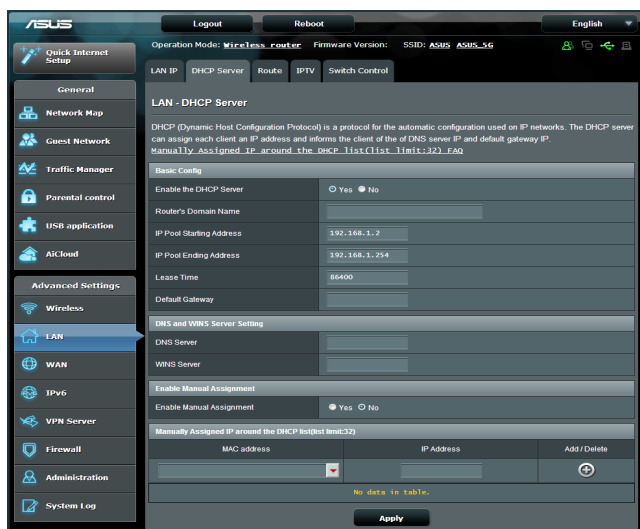 ASUS
Logout
Reboot
English
Quick Internet Setup
Operation Mode: Wireless router Firmware Version: SSID: ASUS ASUS_5G
LAN IP
DHCP Server
Route
IPTV
Switch Control
General
Network Map
Guest Network
Traffic Manager
Parental control
USB application
AiCloud
Advanced Settings
Wireless
LAN
WAN
IPv6
VPN Server
Firewall
Administration
System Log
LAN - DHCP Server
DHCP (Dynamic Host Configuration Protocol) is a protocol for the automatic configuration used on IP networks. The DHCP server
can assign each client an IP address and informs the client of the of DNS server IP and default gateway IP.
Manually Assigned IP around the DHCP list(list limit:32) FAQ
Basic Config
Enable the DHCP Server Yes No
Router's Domain Name
IP Pool Starting Address 192.168.1.2
IP Pool Ending Address 192.168.1.254
Lease Time 86400
Default Gateway
DNS and WINS Server Setting
DNS Server
WINS Server
Enable Manual Assignment
Enable Manual Assignment Yes No
Manually Assigned IP around the DHCP list(list limit:32)
MAC address IP Address Add / Delete
No data in table.
Apply